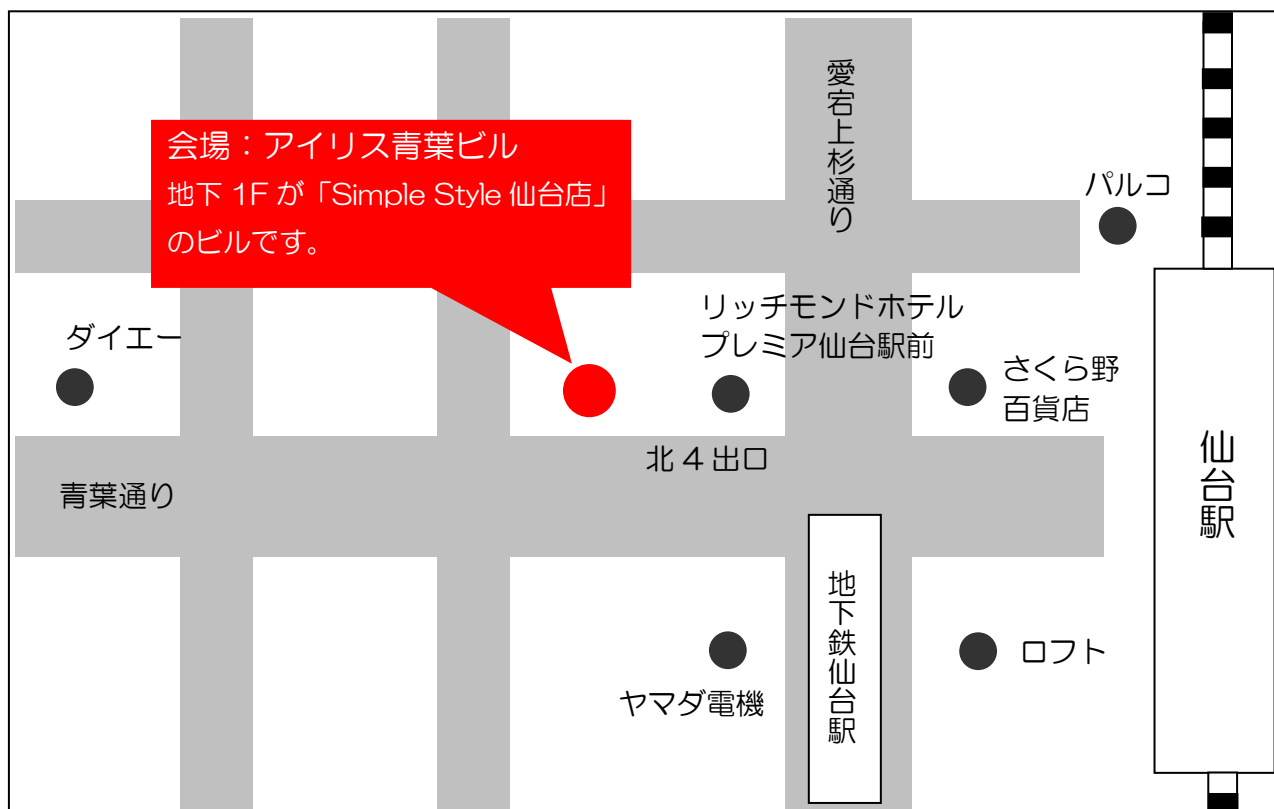 愛宕上杉通り
会場：アイリス青葉ビル
地下 1F が「Simple Style 仙台店」
のビルです。
パルコ
リッチモンドホテル
プレミア仙台駅前
ダイエー
さくら野
百貨店
北 4 出口
仙台駅
青葉通り
地下鉄仙台駅
ロフト
ヤマダ電機